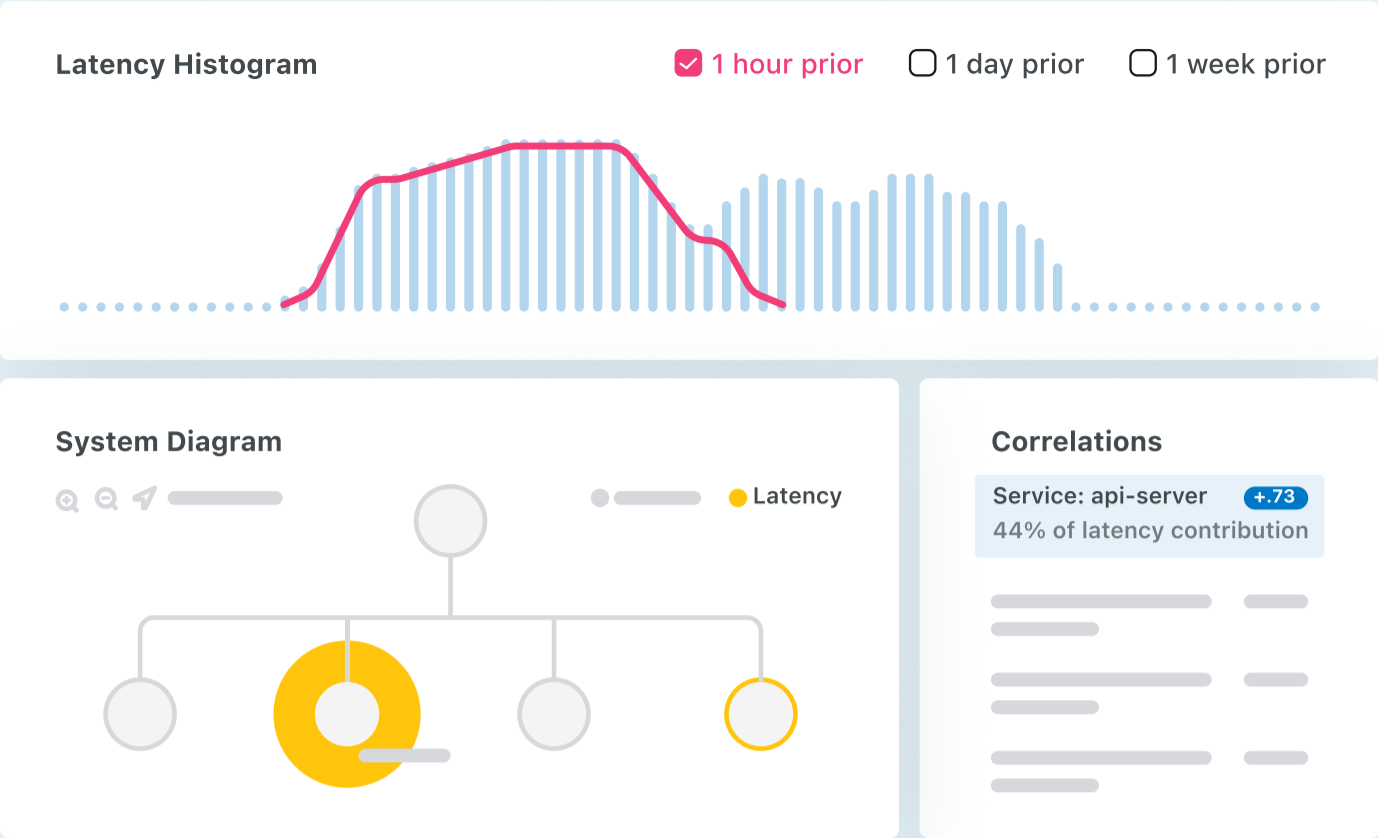 Latency Histogram
1 hour prior
1 day prior
1 week prior
System Diagram
Latency
Correlations
Service: api-server
+.73
44% of latency contribution